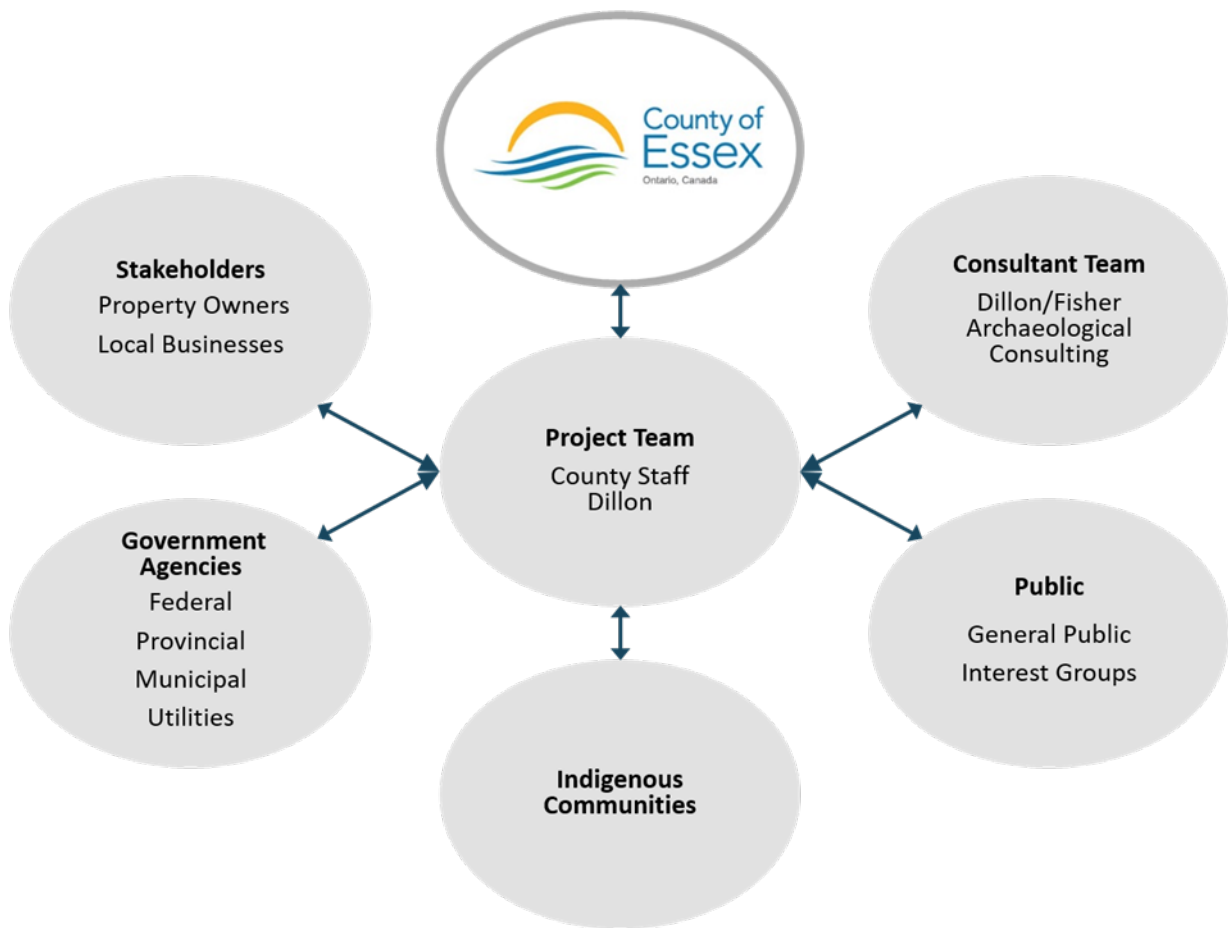 County of
Essex
Ontario, Canada
Stakeholders
Property Owners
Local Businesses
Consultant Team
Dillon/Fisher
Archaeological
Consulting
Project Team
County Staff
Dillon
Government
Agencies
Federal
Provincial
Municipal
Utilities
Public
General Public
Interest Groups
Indigenous
Communities